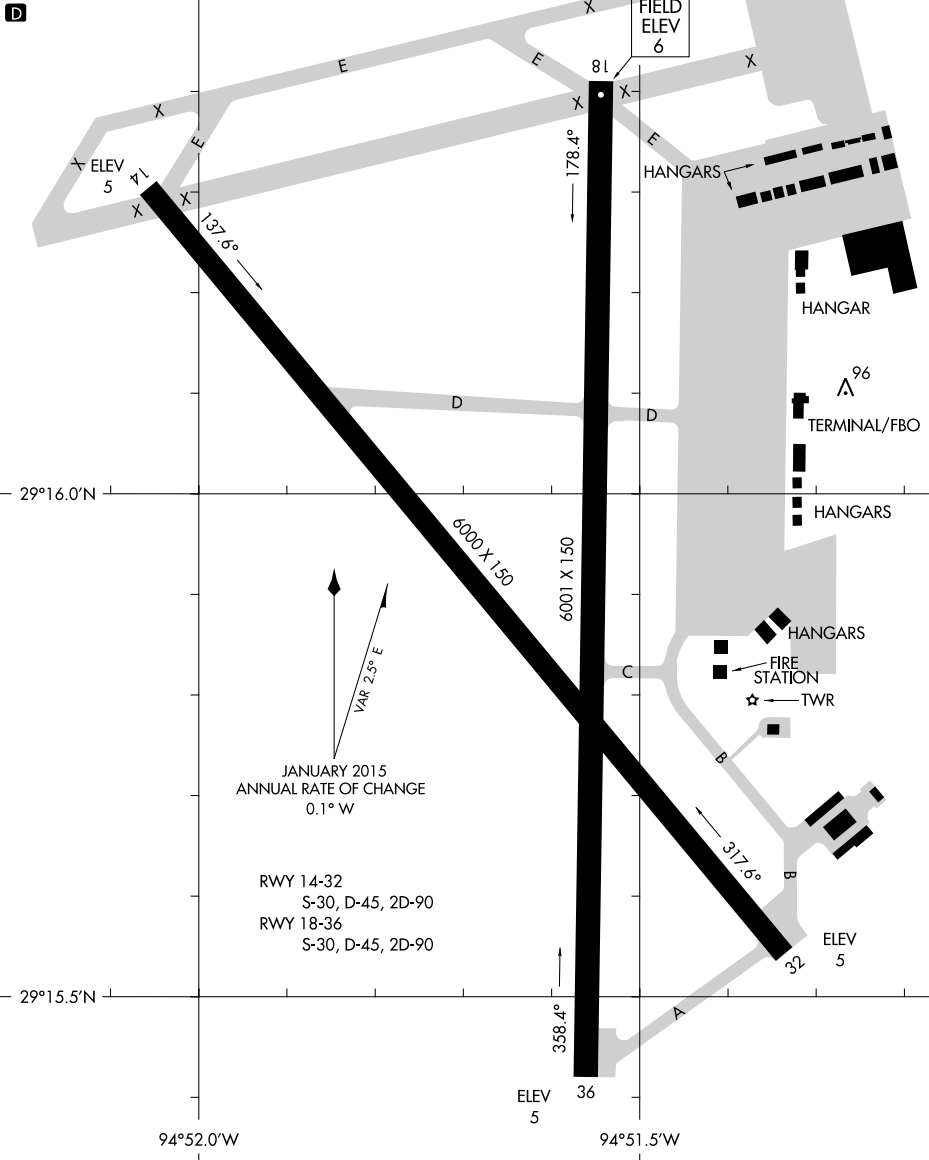 D
FIELD
ELEV
6
X
E
E
X
18
X
X
X
E
E
X
ELEV
5
14
X
X
137.6°
178.4°
HANGARS
HANGAR
96
D
D
TERMINAL/FBO
29°16.0'N
HANGARS
6000 X 150
6001 X 150
VAR 2.5° E
HANGARS
FIRE
STATION
C
TWR
B
JANUARY 2015
ANNUAL RATE OF CHANGE
0.1° W
317.6°
B
RWY 14-32
S-30, D-45, 2D-90
RWY 18-36
S-30, D-45, 2D-90
ELEV
5
32
29°15.5'N
A
358.4°
36
ELEV
5
94°52.0'W
94°51.5'W